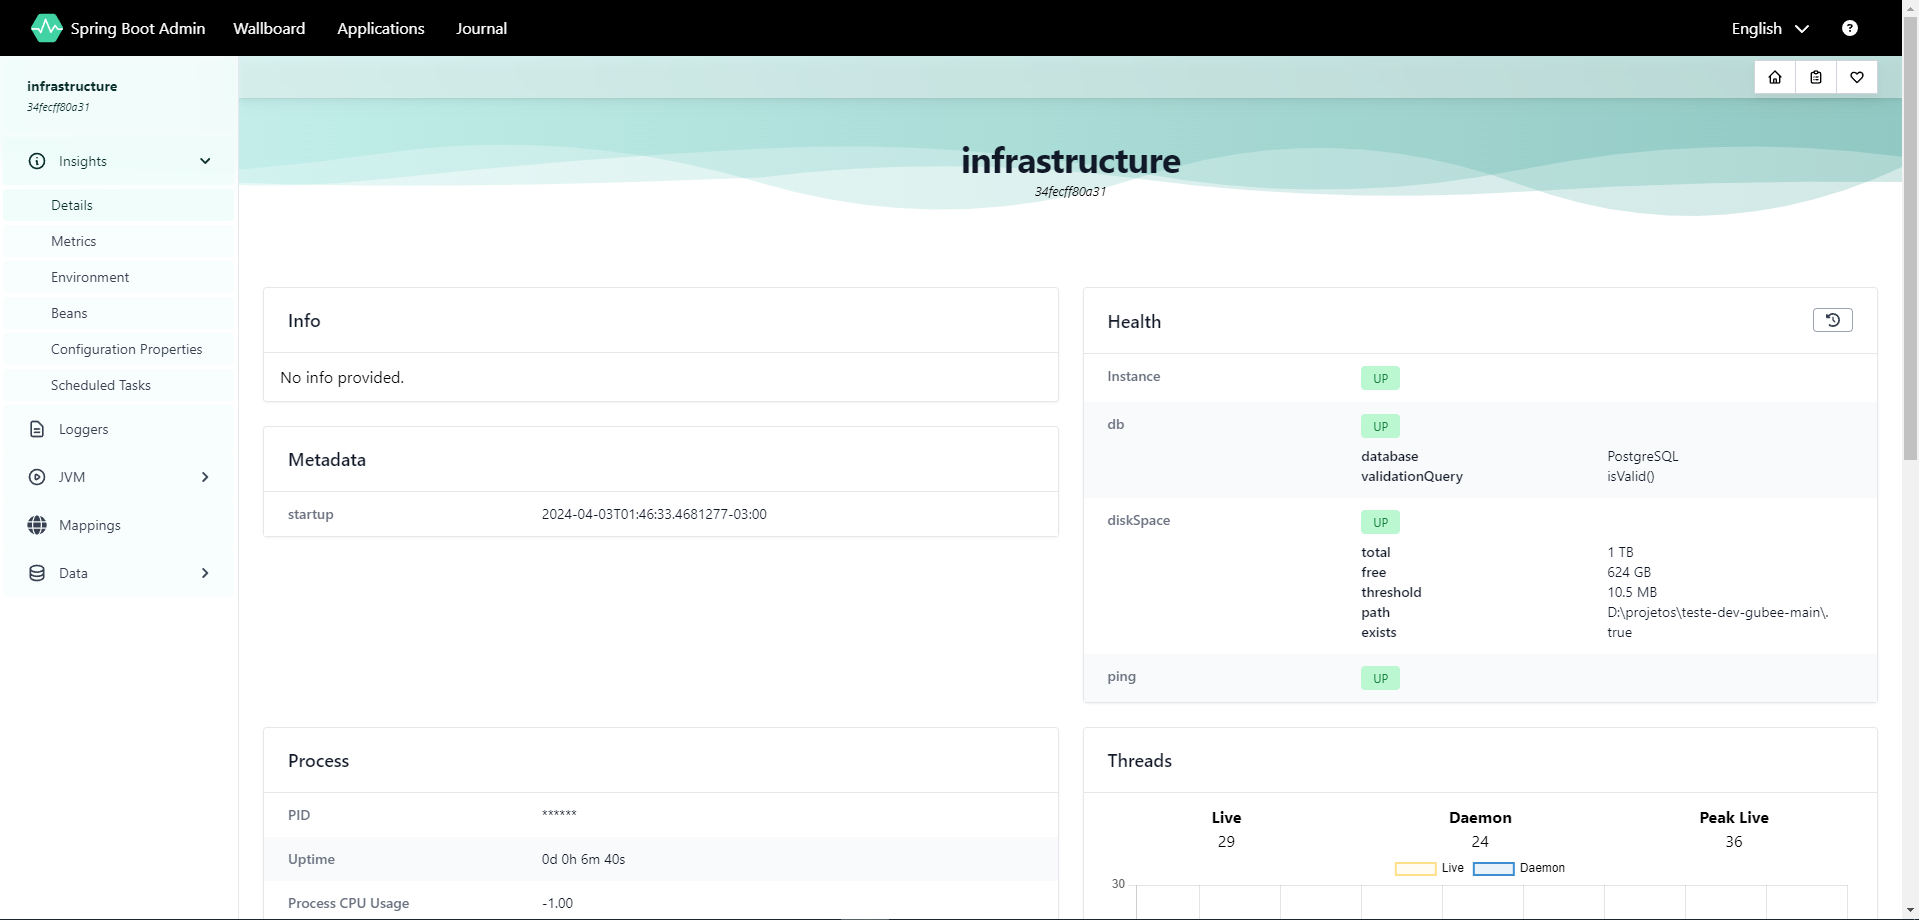 Spring Boot Admin Wallboard Applications Journal English
infrastructure
34fecff80a31
Insights
Details
Metrics
Environment
Beans
Configuration Properties
Scheduled Tasks
Loggers
JVM
Mappings
Data
infrastructure
34fecff80a31
Info
No info provided.
Metadata
startup 2024-04-03T01:46:33.4681277-03:00
Health
Instance UP
db UP
database PostgreSQL
validationQuery isValid()
diskSpace UP
total 1 TB
free 624 GB
threshold 10.5 MB
path D:\projetos\teste-dev-gubee-main\.
exists true
ping UP
Process
PID ******
Uptime 0d 0h 6m 40s
Process CPU Usage -1.00
Threads
Live Daemon Peak Live
29 24 36
Live Daemon
30